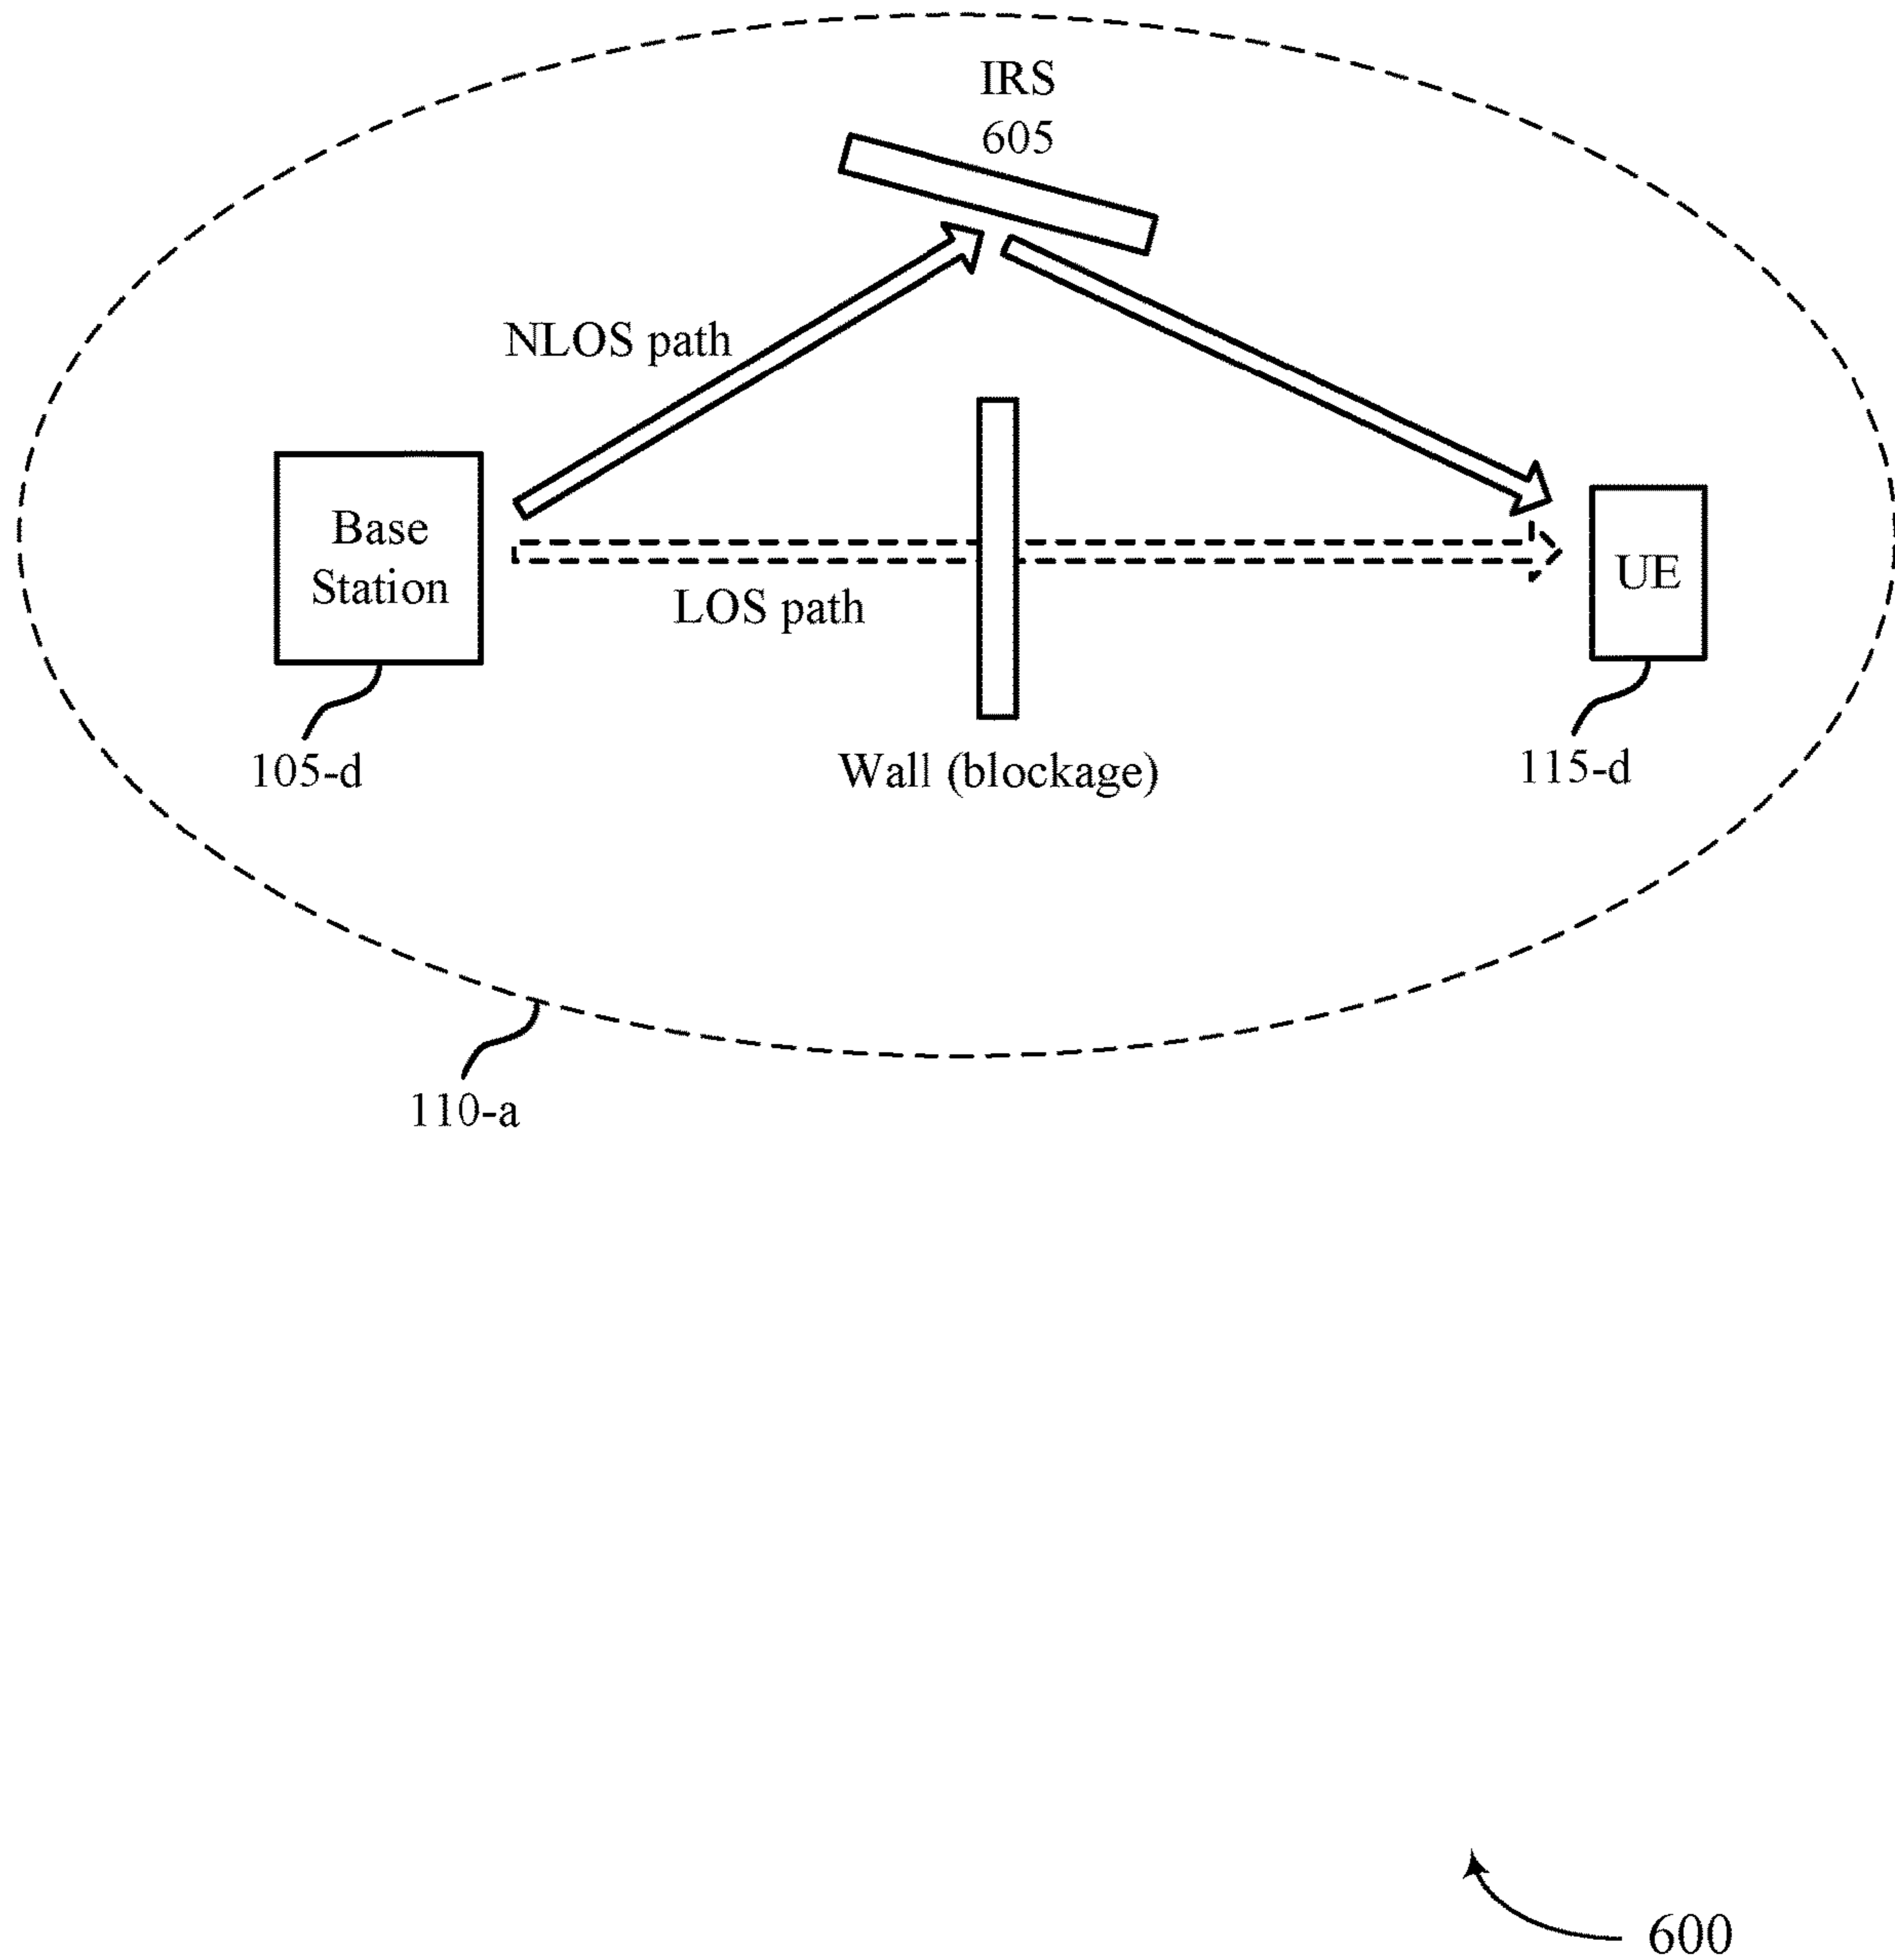 IRS
605
NLOS path
Base
Station
LOS path
UE
105-d
Wall (blockage)
115-d
110-a
600